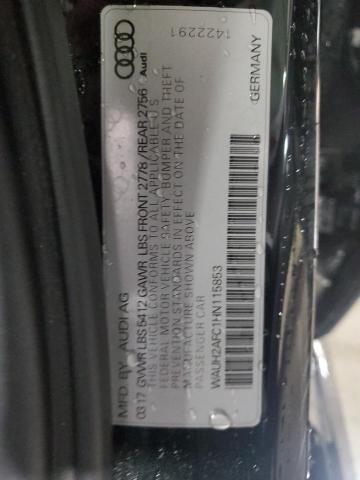 MFD BY AUDI AG
03.17 GVWR LBS 5412 GAWR LBS FRONT 2778 / REAR 2756
THIS VEHICLE CONFORMS TO ALL APPLICABLE U.S.
FEDERAL MOTOR VEHICLE SAFETY, BUMPER AND THEFT
PREVENTION STANDARDS IN EFFECT ON THE DATE OF
MANUFACTURE SHOWN ABOVE
PASSENGER CAR
WAUH2AFC1HN115853
Audi
1422291
GERMANY